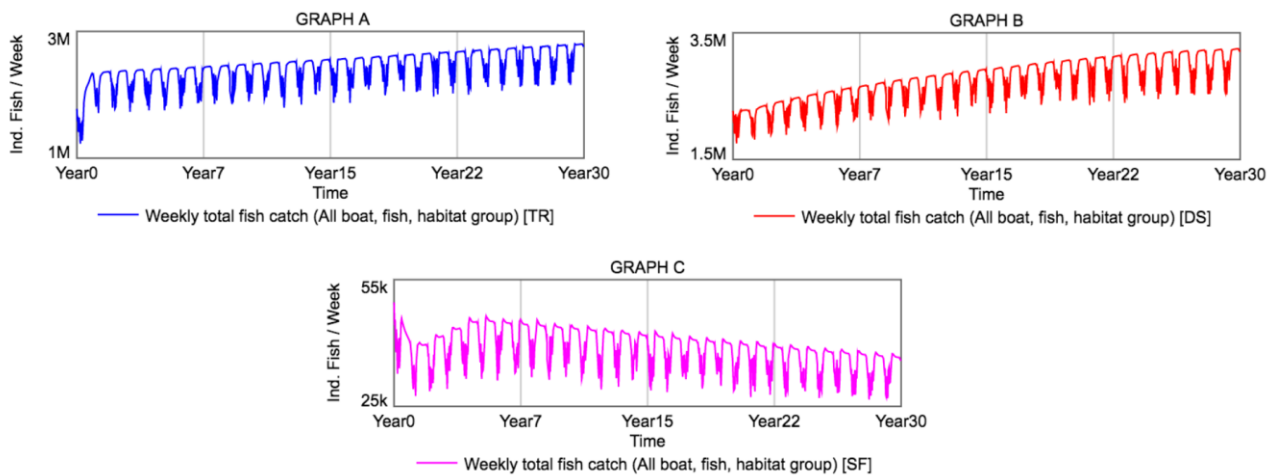 GRAPH A
3M
1M
Ind. Fish / Week
Year0 Year7 Year15 Year22 Year30
Time
Weekly total fish catch (All boat, fish, habitat group) [TR]
GRAPH B
3.5M
1.5M
Ind. Fish / Week
Year0 Year7 Year15 Year22 Year30
Time
Weekly total fish catch (All boat, fish, habitat group) [DS]
GRAPH C
55k
25k
Ind. Fish / Week
Year0 Year7 Year15 Year22 Year30
Time
Weekly total fish catch (All boat, fish, habitat group) [SF]